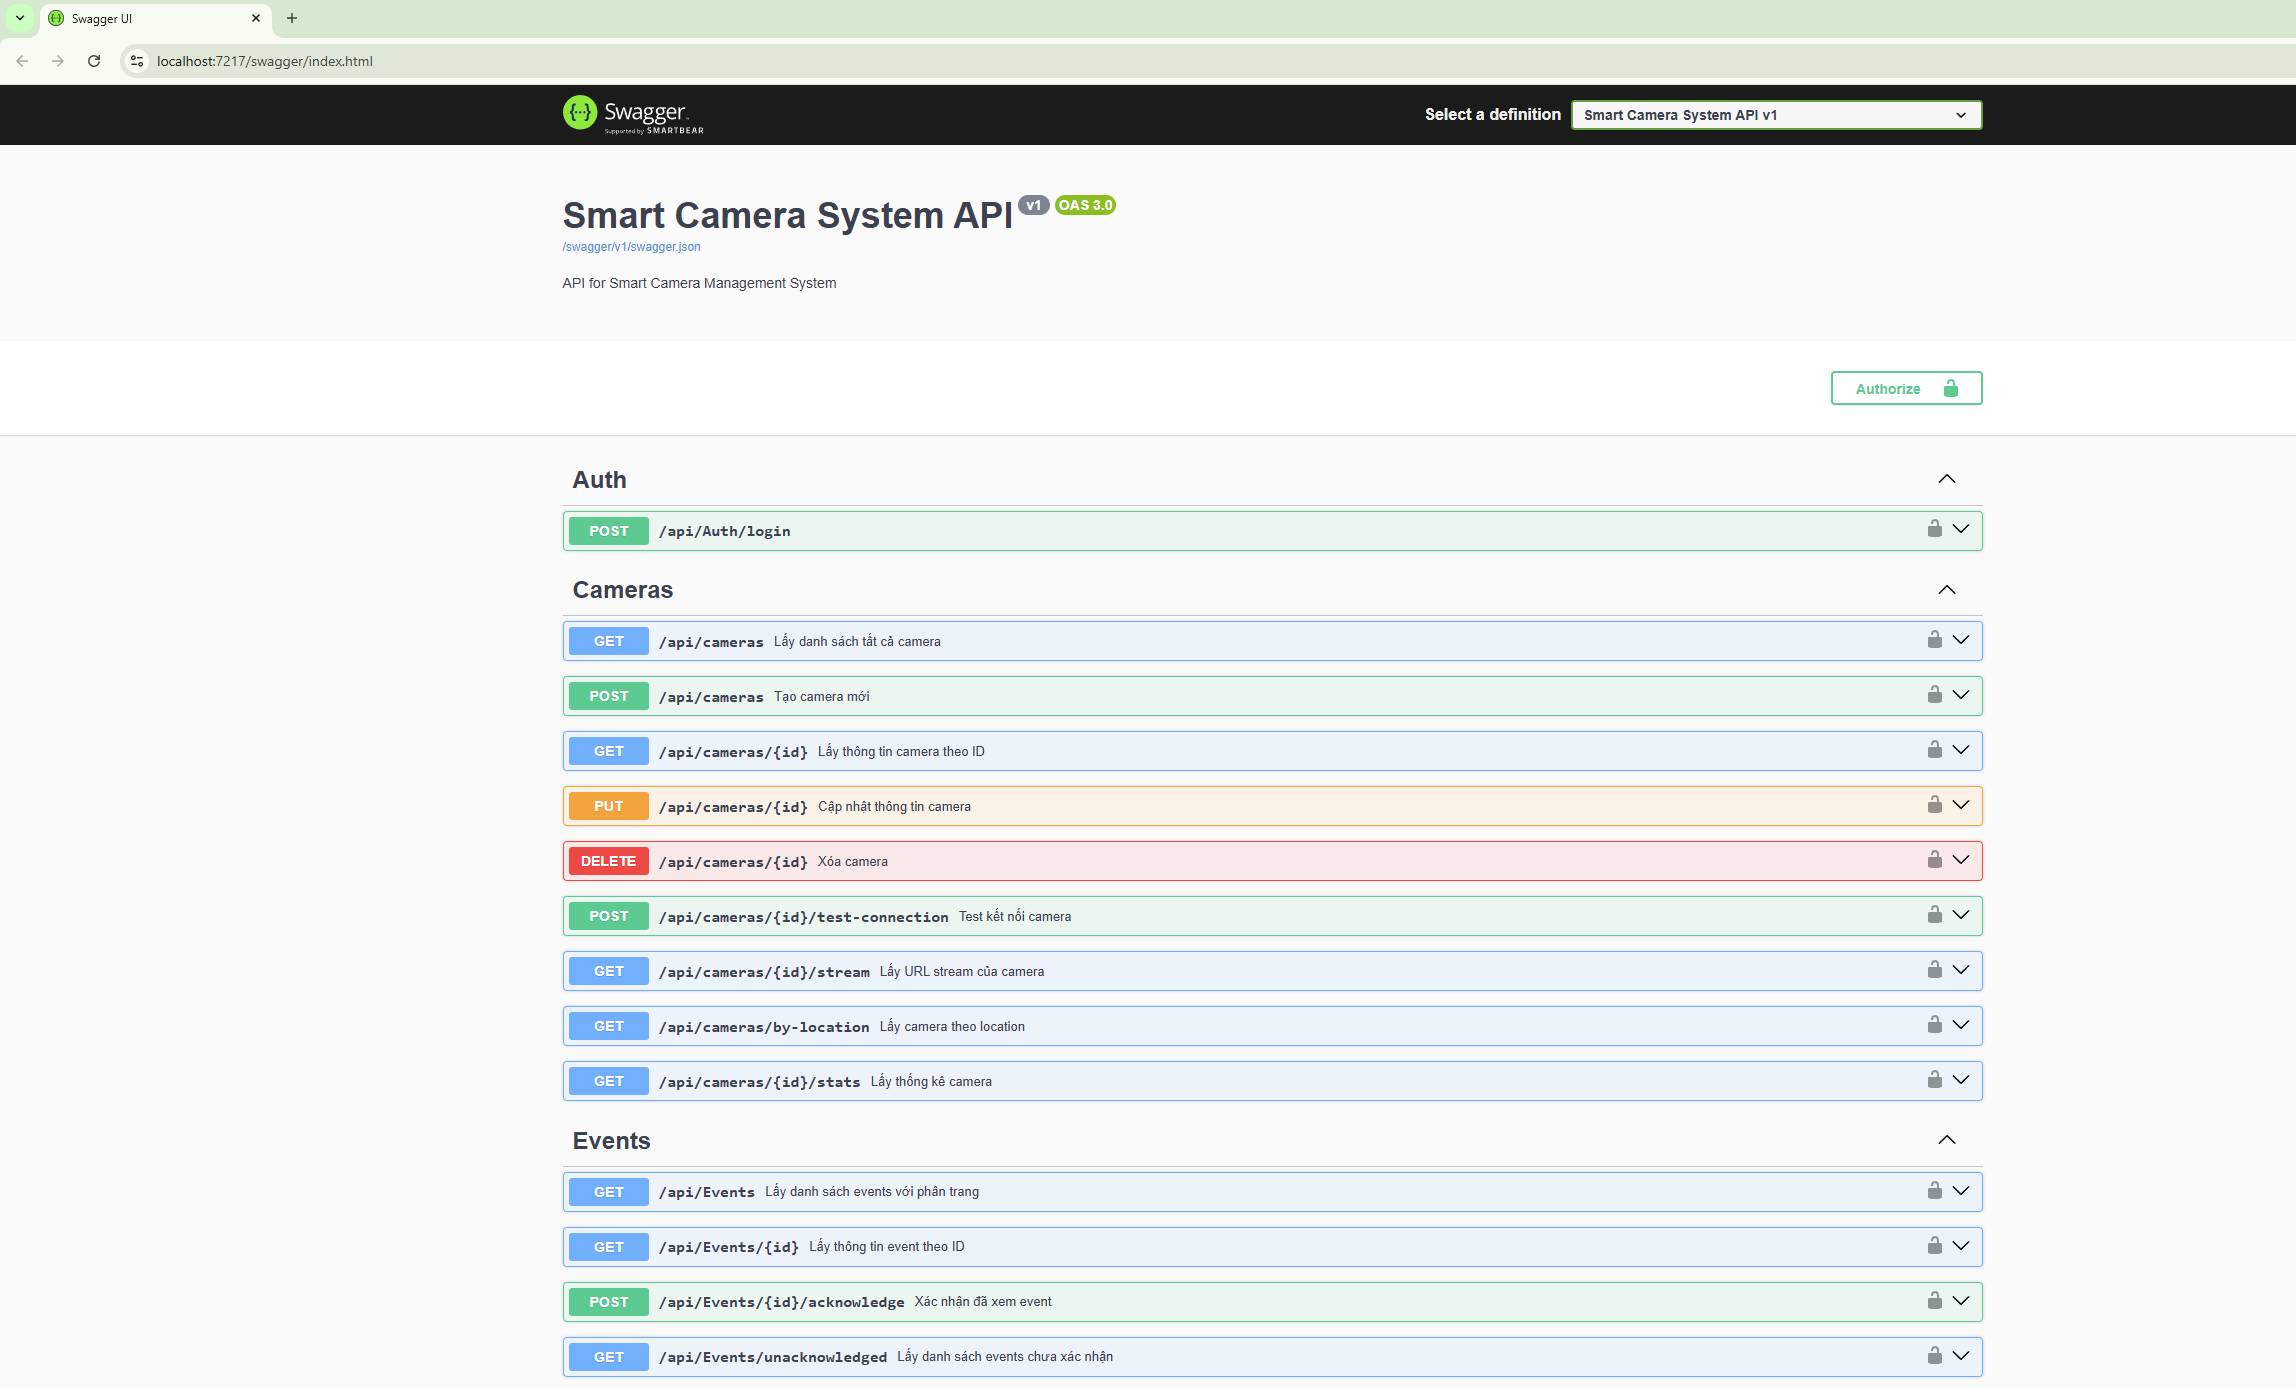 Swagger UI
localhost:7217/swagger/index.html
Swagger
Supported by SMARTBEAR
Select a definition
Smart Camera System API v1
Smart Camera System API v1 OAS 3.0
/swagger/v1/swagger.json
API for Smart Camera Management System
Authorize
Auth
POST /api/Auth/login
Cameras
GET /api/cameras Lấy danh sách tất cả camera
POST /api/cameras Tạo camera mới
GET /api/cameras/{id} Lấy thông tin camera theo ID
PUT /api/cameras/{id} Cập nhật thông tin camera
DELETE /api/cameras/{id} Xóa camera
POST /api/cameras/{id}/test-connection Test kết nối camera
GET /api/cameras/{id}/stream Lấy URL stream của camera
GET /api/cameras/by-location Lấy camera theo location
GET /api/cameras/{id}/stats Lấy thống kê camera
Events
GET /api/Events Lấy danh sách events với phân trang
GET /api/Events/{id} Lấy thông tin event theo ID
POST /api/Events/{id}/acknowledge Xác nhận đã xem event
GET /api/Events/unacknowledged Lấy danh sách events chưa xác nhận